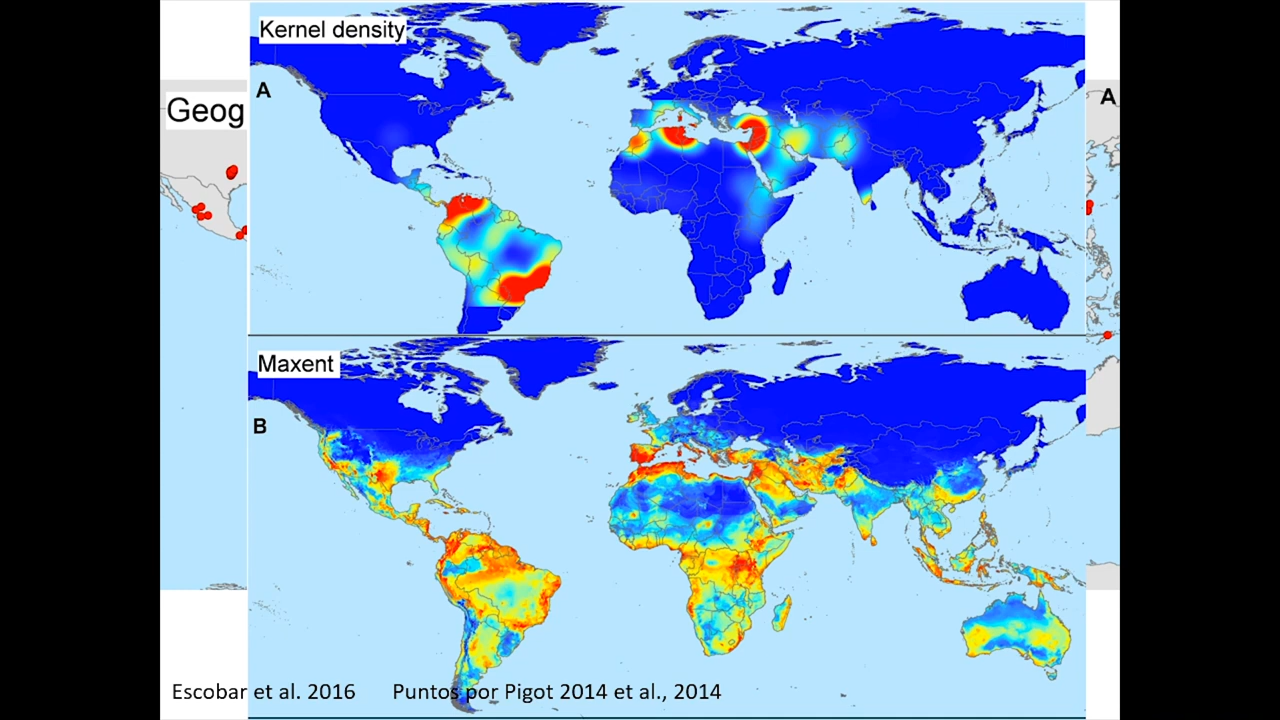 Kernel density
A
Geog
A
Maxent
B
Escobar et al. 2016
Puntos por Pigot 2014 et al., 2014